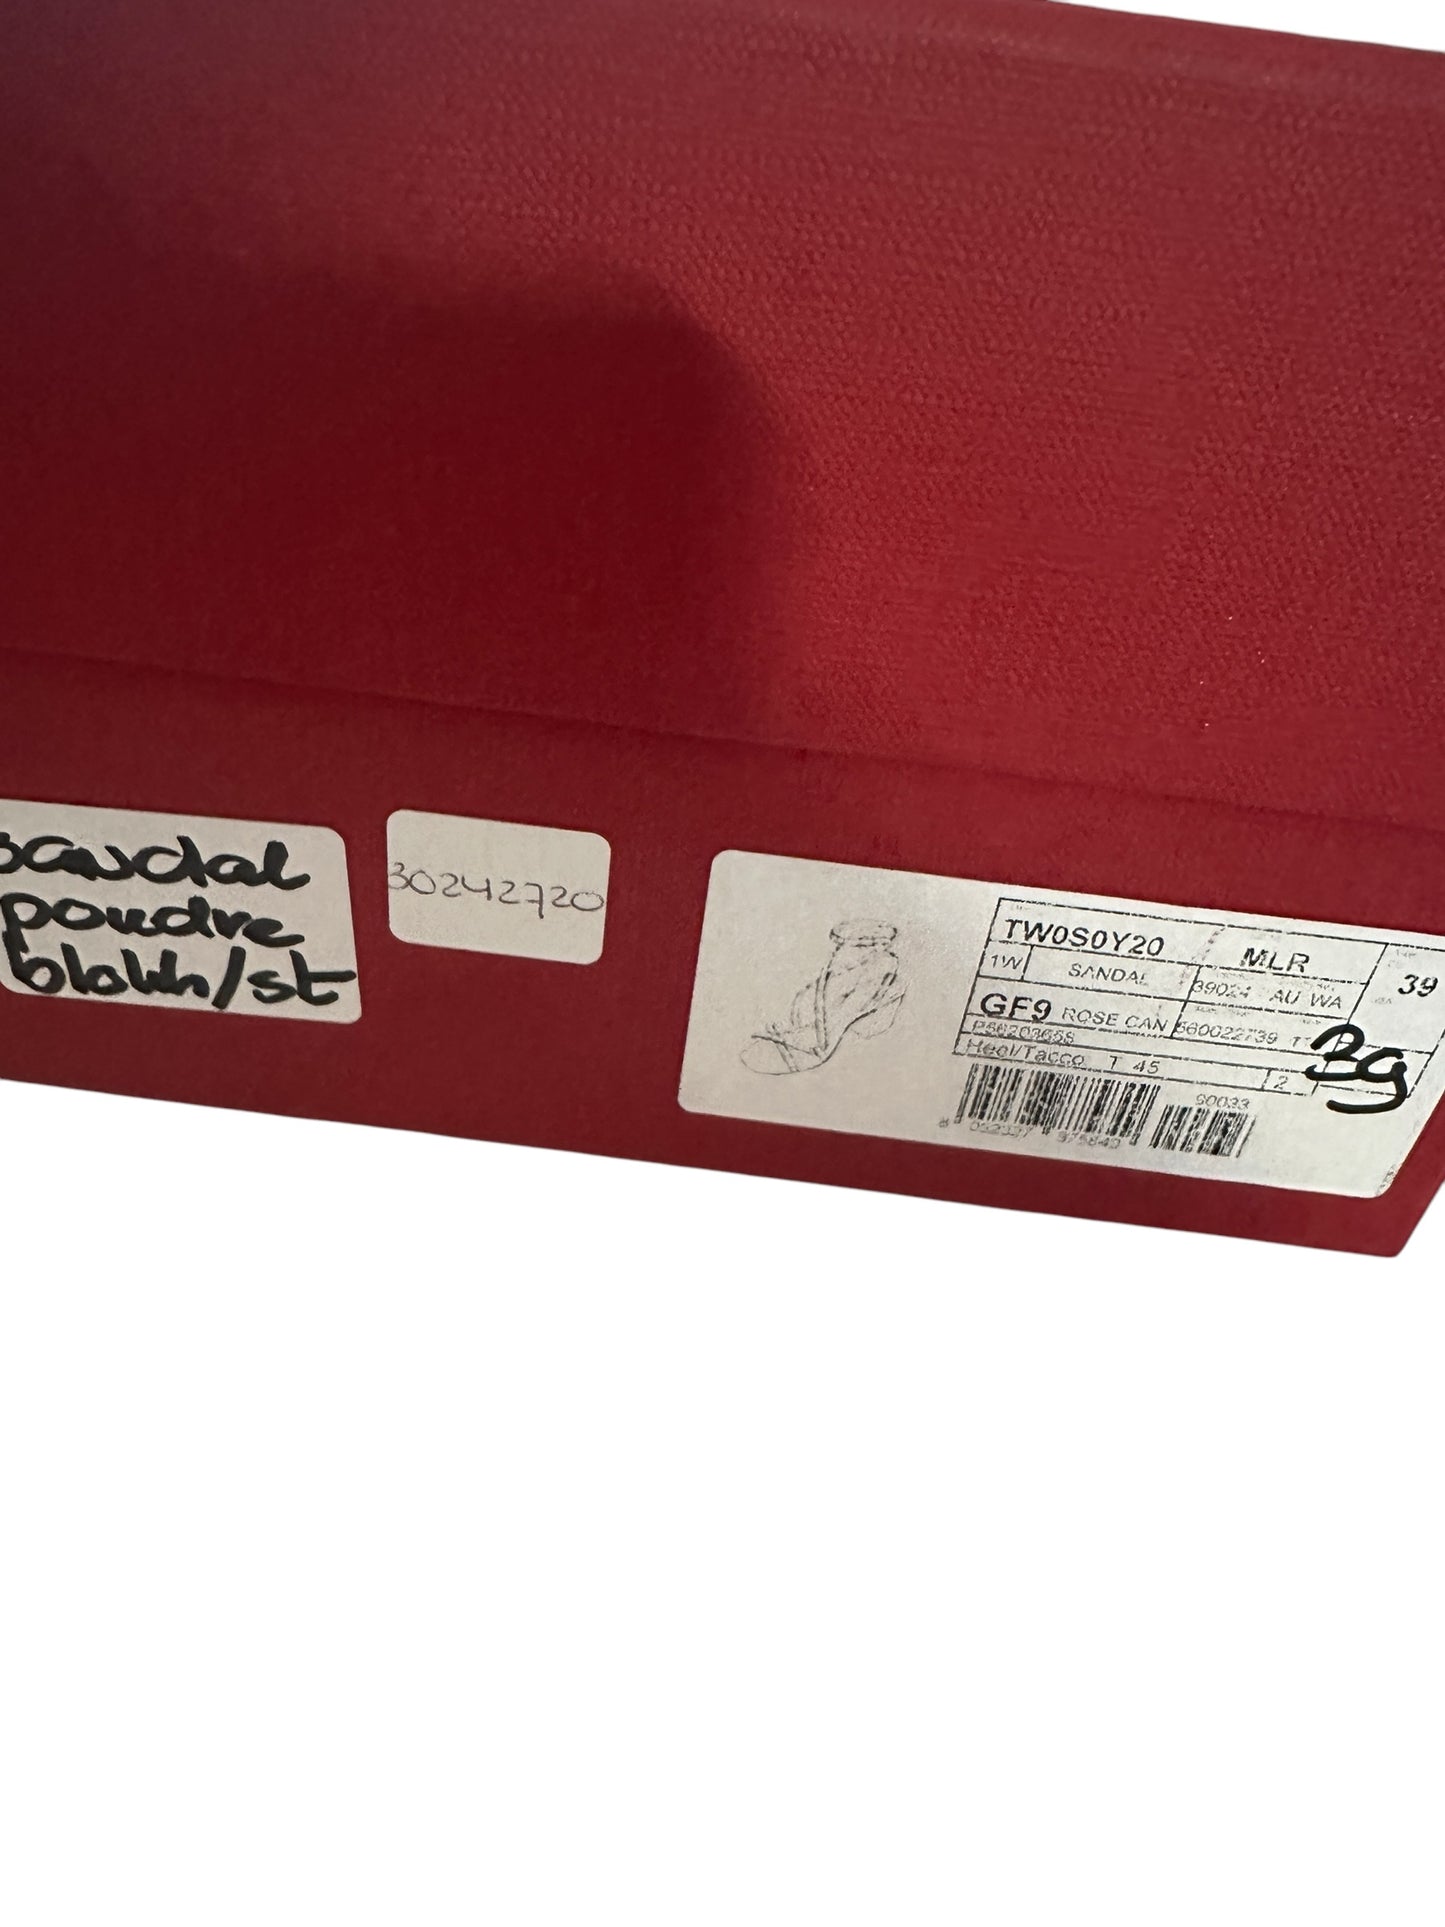 sandal
poudre
blokh/st
30242720
TW0S0Y20
MLR
39
1W
SANDAL
39024 AU WA
GF9 ROSE CAN
560022739
39
Heel/Tacco T 45
2
90033